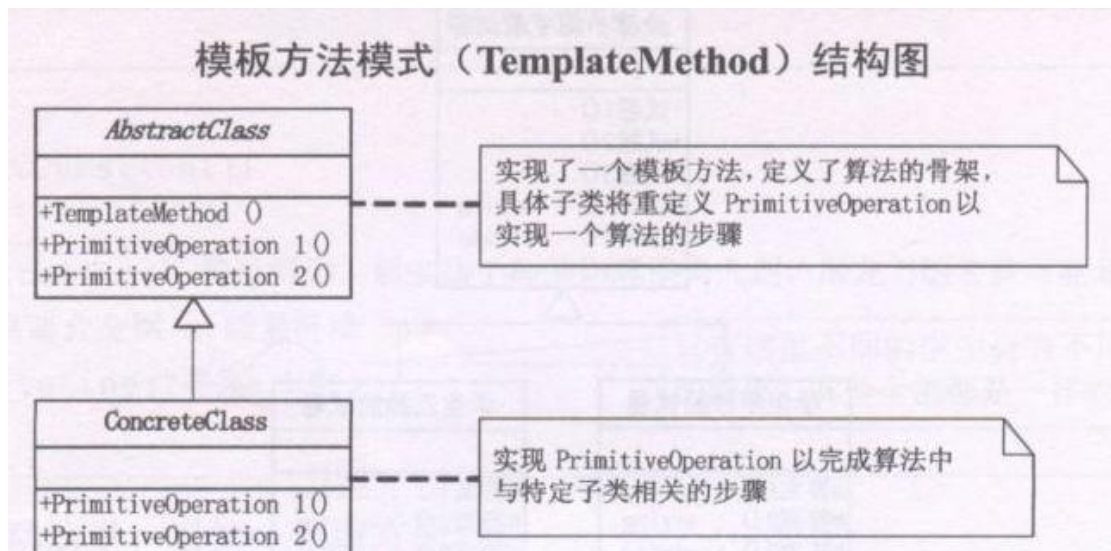 模板方法模式（TemplateMethod）结构图
AbstractClass
+TemplateMethod ()
+PrimitiveOperation 1()
+PrimitiveOperation 2()
实现了一个模板方法，定义了算法的骨架，
具体子类将重定义 PrimitiveOperation 以
实现一个算法的步骤
ConcreteClass
+PrimitiveOperation 1()
+PrimitiveOperation 2()
实现 PrimitiveOperation 以完成算法中
与特定子类相关的步骤